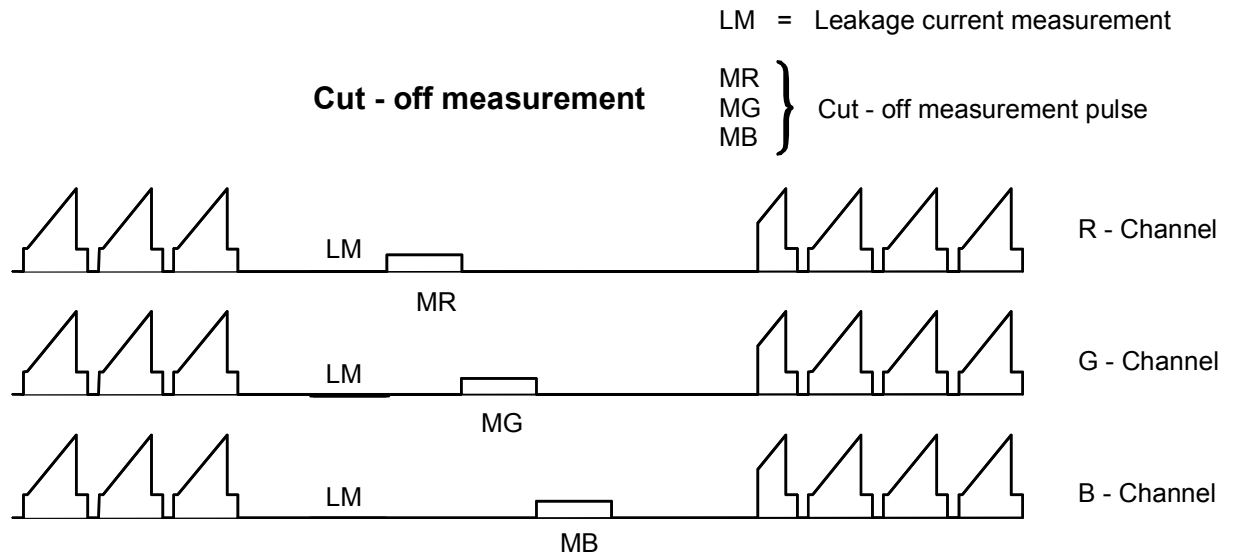 LM = Leakage current measurement
Cut - off measurement
MR
MG
MB
Cut - off measurement pulse
LM
MR
R - Channel
LM
MG
G - Channel
LM
MB
B - Channel